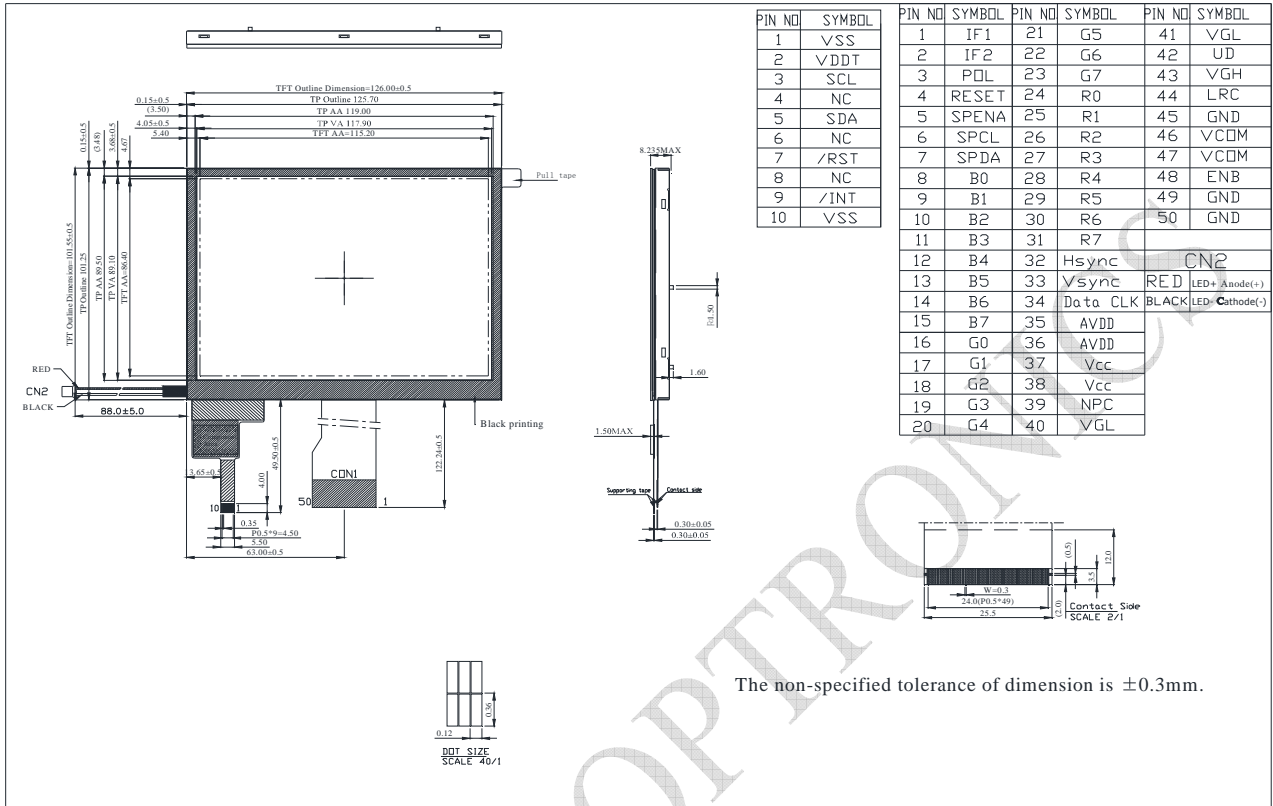 TFT Outline Dimension=126.00±0.5
TP Outline 125.70
TP AA 119.00
TP VA 117.90
TFT AA=115.20
0.15±0.5
(3.50)
4.05±0.5
5.40
0.15±0.5
(3.48)
3.68±0.5
4.67
Pull tape
TFT Outline Dimension=101.55±0.5
TP Outline 101.25
TP AA 89.50
TP VA 89.10
TFT AA=86.40
RED
CN2
BLACK
88.0±5.0
Black printing
13.65±0.5
49.50±0.5
4.00
10 1
0.35
P0.5*9=4.50
5.50
63.00±0.5
CON1
50 1
122.24±0.5
8.235MAX
1.60
1.50MAX
Supporting tape
Contact side
0.30±0.05
0.30±0.05
PIN NO. SYMBOL
1 VSS
2 VDDT
3 SCL
4 NC
5 SDA
6 NC
7 /RST
8 NC
9 /INT
10 VSS
PIN NO. SYMBOL PIN NO. SYMBOL PIN NO. SYMBOL
1 IF1 21 G5 41 VGL
2 IF2 22 G6 42 UD
3 POL 23 G7 43 VGH
4 RESET 24 R0 44 LRC
5 SPENA 25 R1 45 GND
6 SPCL 26 R2 46 VCOM
7 SPDA 27 R3 47 VCOM
8 B0 28 R4 48 ENB
9 B1 29 R5 49 GND
10 B2 30 R6 50 GND
11 B3 31 R7
12 B4 32 Hsync CN2
13 B5 33 Vsync RED LED+ Anode(+)
14 B6 34 Data CLK BLACK LED- Cathode(-)
15 B7 35 AVDD
16 G0 36 AVDD
17 G1 37 Vcc
18 G2 38 Vcc
19 G3 39 NPC
20 G4 40 VGL
(0.5)
12.0
3.5
W=0.3
24.0(P0.5*49)
25.5
(2.0)
Contact Side
SCALE 2/1
The non-specified tolerance of dimension is ±0.3mm.
0.36
0.12
DOT SIZE
SCALE 40/1
OPTRONICS